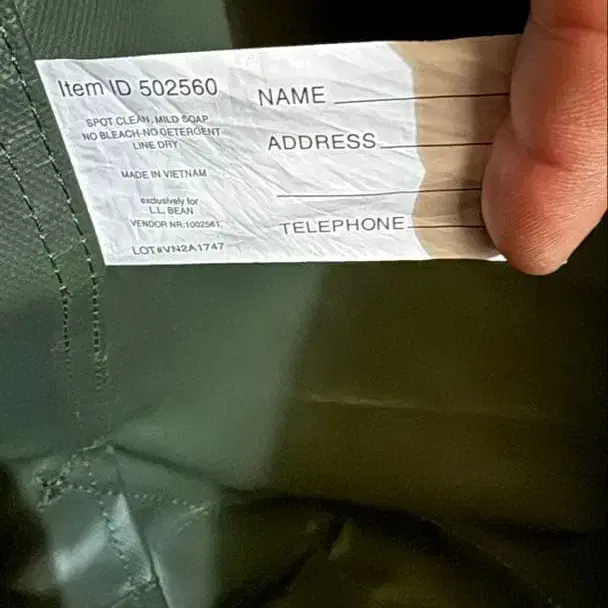 Item ID 502560
SPOT CLEAN, MILD SOAP
NO BLEACH-NO DETERGENT
LINE DRY
MADE IN VIETNAM
exclusively for
L.L. BEAN
VENDOR NR:1002561
LOT#VN2A1747
NAME
ADDRESS
TELEPHONE